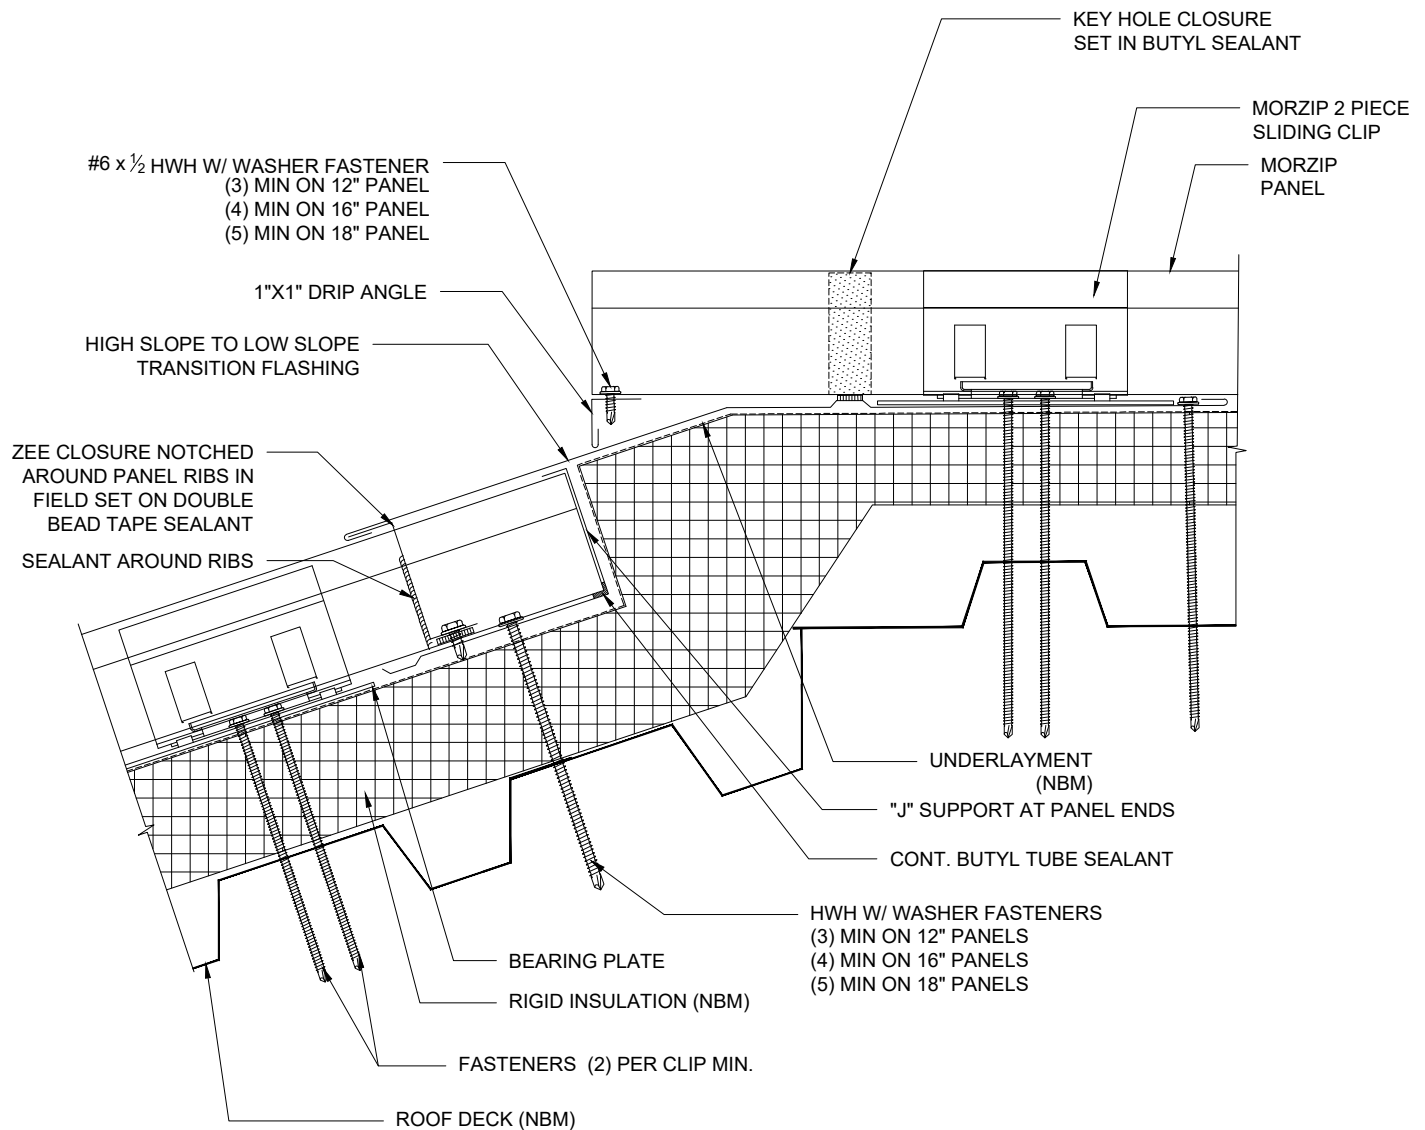 KEY HOLE CLOSURE
SET IN BUTYL SEALANT
MORZIP 2 PIECE
SLIDING CLIP
MORZIP
PANEL
#6 x ½ HWH W/ WASHER FASTENER
(3) MIN ON 12" PANEL
(4) MIN ON 16" PANEL
(5) MIN ON 18" PANEL
1"X1" DRIP ANGLE
HIGH SLOPE TO LOW SLOPE
TRANSITION FLASHING
ZEE CLOSURE NOTCHED
AROUND PANEL RIBS IN
FIELD SET ON DOUBLE
BEAD TAPE SEALANT
SEALANT AROUND RIBS
UNDERLAYMENT
(NBM)
"J" SUPPORT AT PANEL ENDS
CONT. BUTYL TUBE SEALANT
HWH W/ WASHER FASTENERS
(3) MIN ON 12" PANELS
(4) MIN ON 16" PANELS
(5) MIN ON 18" PANELS
BEARING PLATE
RIGID INSULATION (NBM)
FASTENERS (2) PER CLIP MIN.
ROOF DECK (NBM)